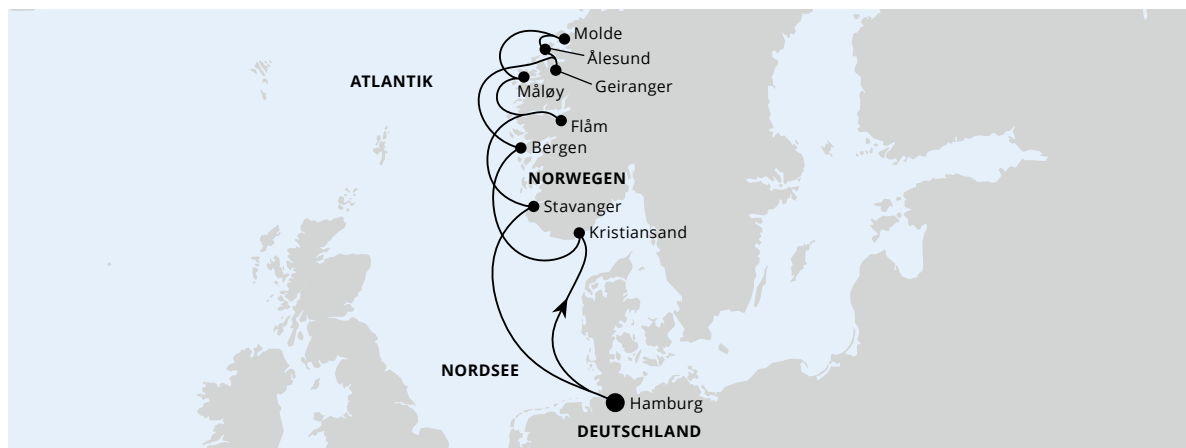 Molde
Ålesund
ATLANTIK
Geiranger
Måløy
Flåm
Bergen
NORWEGEN
Stavanger
Kristiansand
NORDSEE
Hamburg
DEUTSCHLAND